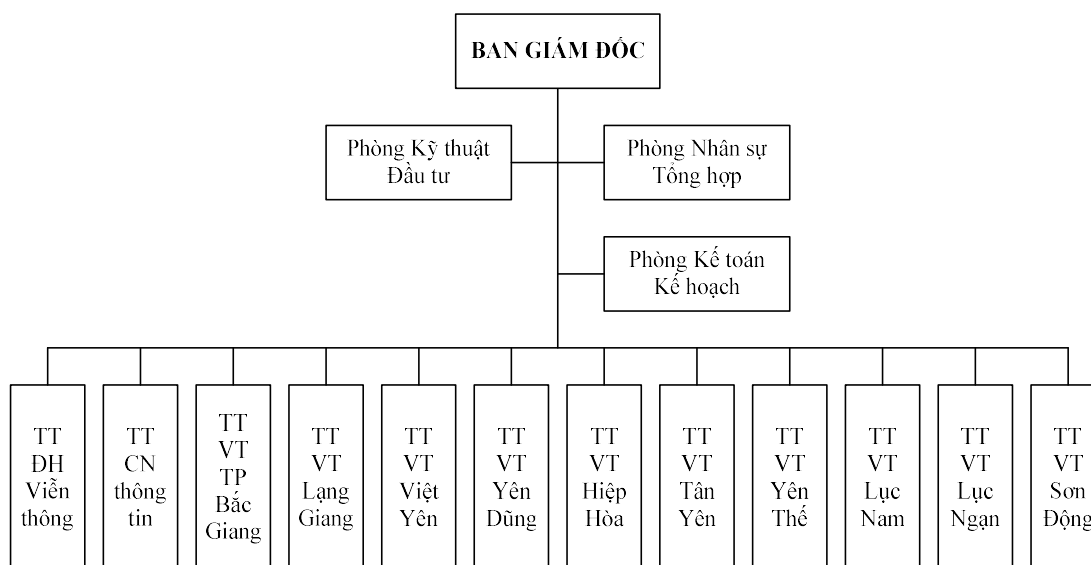 BAN GIÁM ĐỐC
Phòng Kỹ thuật
Đầu tư
Phòng Nhân sự
Tổng hợp
Phòng Kế toán
Kế hoạch
TT
ĐH
Viễn
thông
TT
CN
thông
tin
TT
VT
TP
Bắc
Giang
TT
VT
Lạng
Giang
TT
VT
Việt
Yên
TT
VT
Yên
Dũng
TT
VT
Hiệp
Hòa
TT
VT
Tân
Yên
TT
VT
Yên
Thế
TT
VT
Lục
Nam
TT
VT
Lục
Ngạn
TT
VT
Sơn
Động